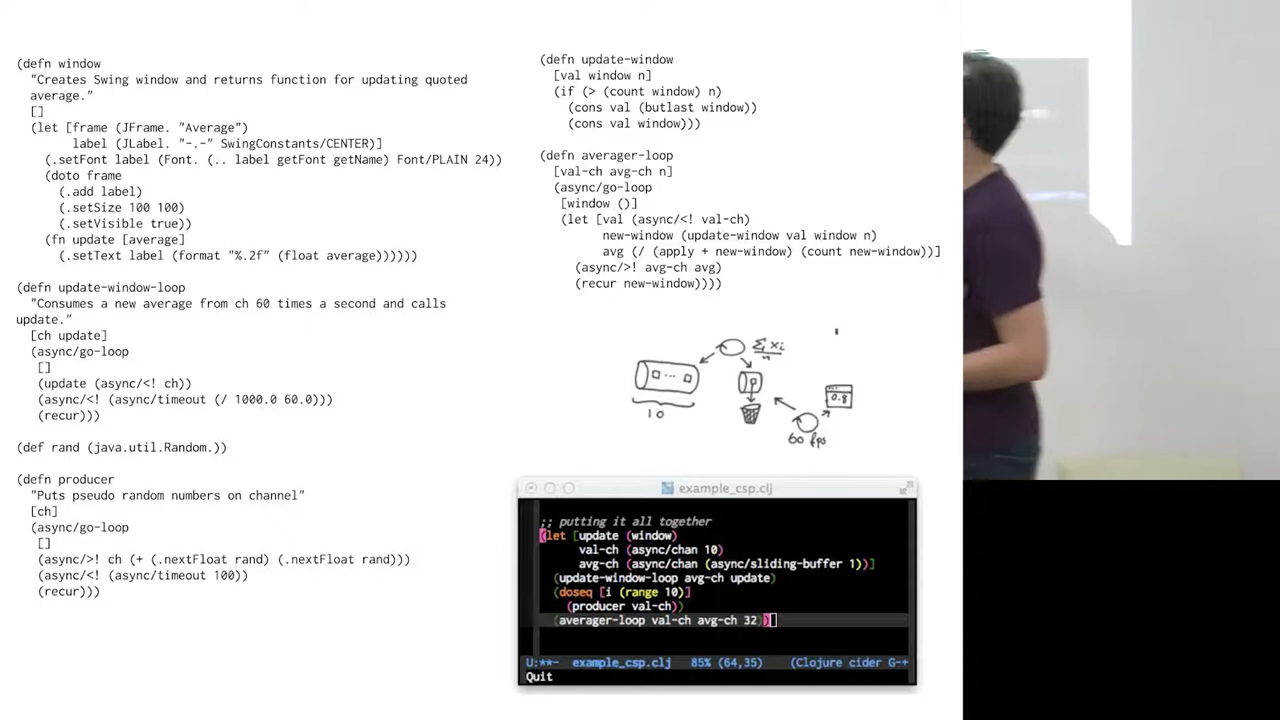 (defn window
"Creates Swing window and returns function for updating quoted
average."
[]
(let [frame (JFrame. "Average")
label (JLabel. "-.-" SwingConstants/CENTER)]
(.setFont label (Font. (.. label getFont getName) Font/PLAIN 24))
(doto frame
(.add label)
(.setSize 100 100)
(.setVisible true))
(fn update [average]
(.setText label (format "%.2f" (float average))))))
(defn update-window-loop
"Consumes a new average from ch 60 times a second and calls
update."
[ch update]
(async/go-loop
[]
(update (async/<! ch))
(async/<! (async/timeout (/ 1000.0 60.0)))
(recur)))
(def rand (java.util.Random.))
(defn producer
"Puts pseudo random numbers on channel"
[ch]
(async/go-loop
[]
(async/>! ch (+ (.nextFloat rand) (.nextFloat rand)))
(async/<! (async/timeout 100))
(recur)))
(defn update-window
[val window n]
(if (> (count window) n)
(cons val (butlast window))
(cons val window)))
(defn averager-loop
[val-ch avg-ch n]
(async/go-loop
[window ()]
(let [val (async/<! val-ch)
new-window (update-window val window n)
avg (/ (apply + new-window) (count new-window))]
(async/>! avg-ch avg)
(recur new-window))))
Σ xi
n
10
0.8
60 fps
example_csp.clj
;; putting it all together
(let [update (window)
val-ch (async/chan 10)
avg-ch (async/chan (async/sliding-buffer 1))]
(update-window-loop avg-ch update)
(doseq [i (range 10)]
(producer val-ch))
(averager-loop val-ch avg-ch 32))
U:**- example_csp.clj 85% (64,35) (Clojure cider G-+
Quit